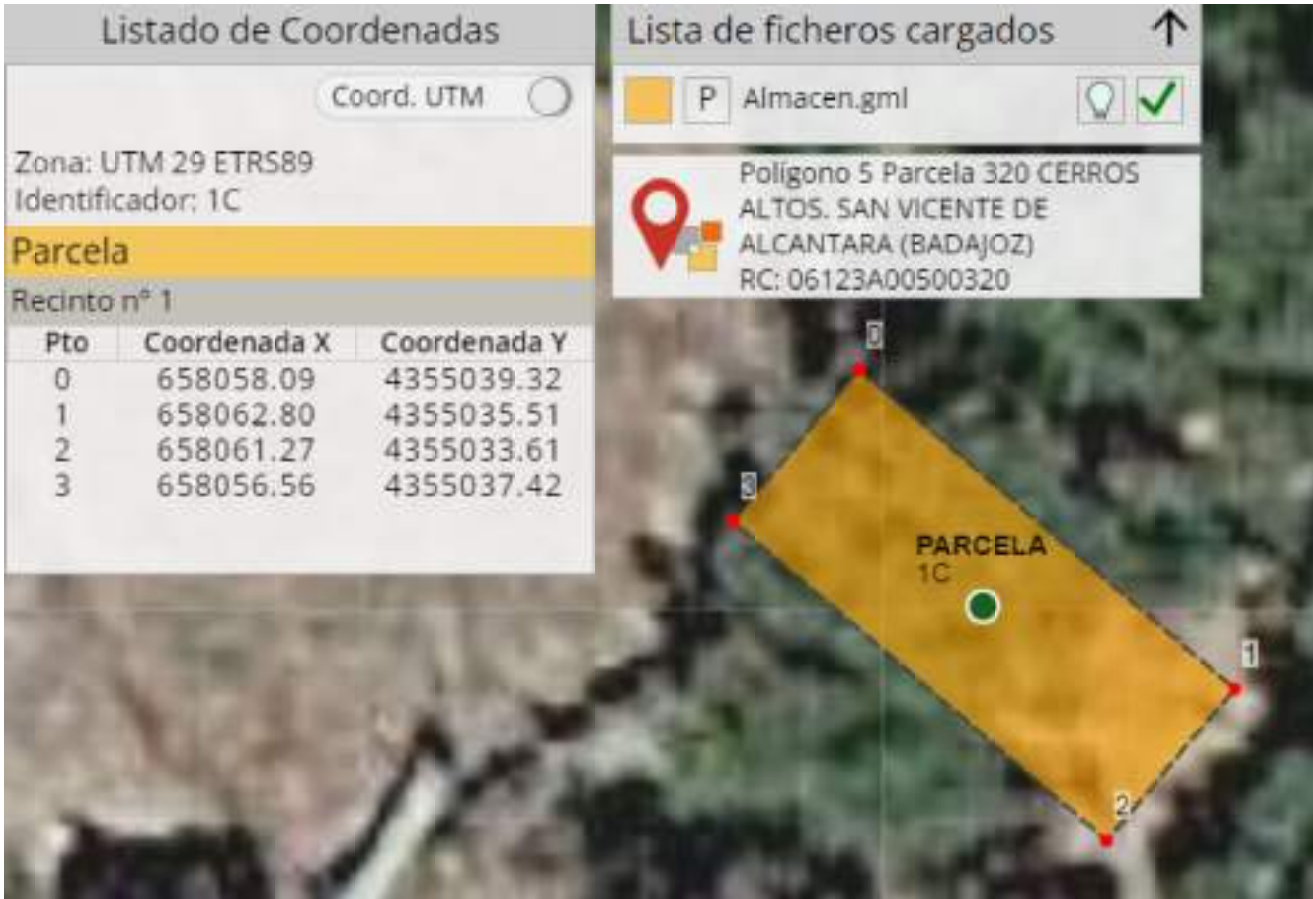 Listado de Coordenadas
Coord. UTM
Zona: UTM 29 ETRS89
Identificador: 1C
Parcela
Recinto nº 1
Pto Coordenada X Coordenada Y
0 658058.09 4355039.32
1 658062.80 4355035.51
2 658061.27 4355033.61
3 658056.56 4355037.42
Lista de ficheros cargados
P Almacen.gml
Polígono 5 Parcela 320 CERROS
ALTOS. SAN VICENTE DE
ALCANTARA (BADAJOZ)
RC: 06123A00500320
0
3
PARCELA
1C
1
2